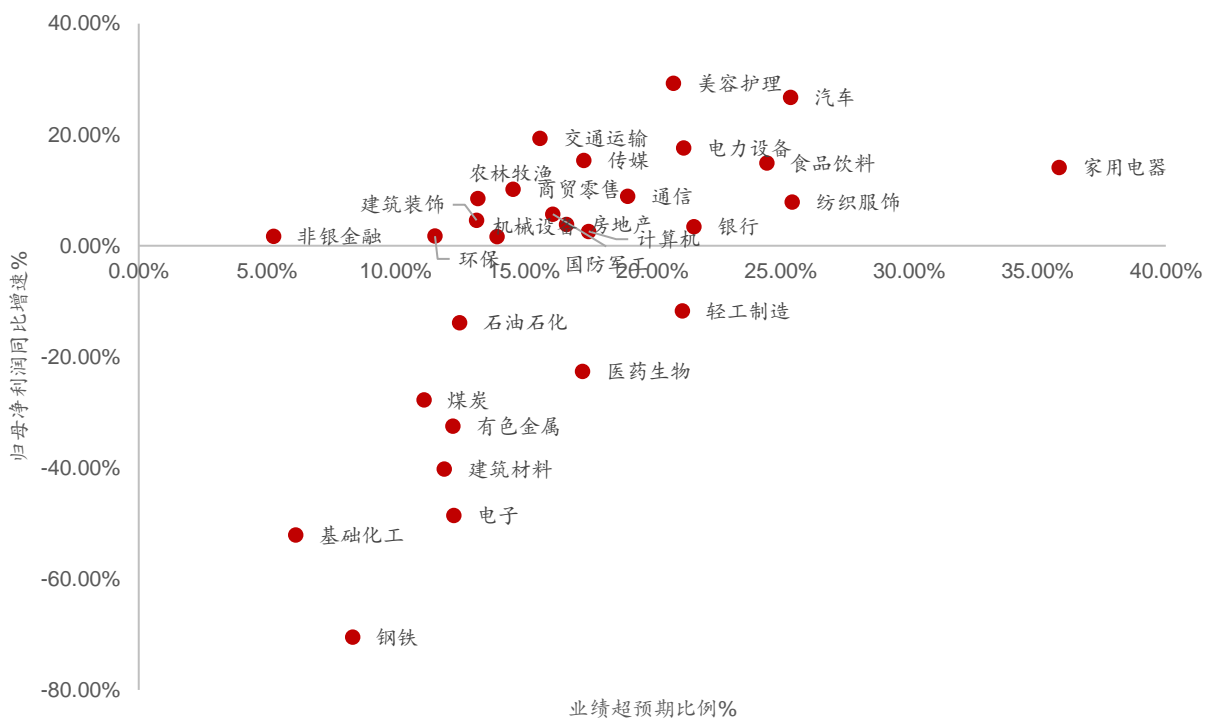 40.00%
美容护理
汽车
20.00%
交通运输
电力设备
传媒
食品饮料
家用电器
农林牧渔
商贸零售
通信
纺织服饰
建筑装饰
机械设备
房地产
银行
非银金融
计算机
0.00%
环保
国防军工
0.00%
5.00%
10.00%
15.00%
20.00%
25.00%
30.00%
35.00%
40.00%
轻工制造
石油石化
-20.00%
医药生物
煤炭
有色金属
-40.00%
建筑材料
电子
基础化工
-60.00%
钢铁
-80.00%
归母净利润同比增速%
业绩超预期比例%